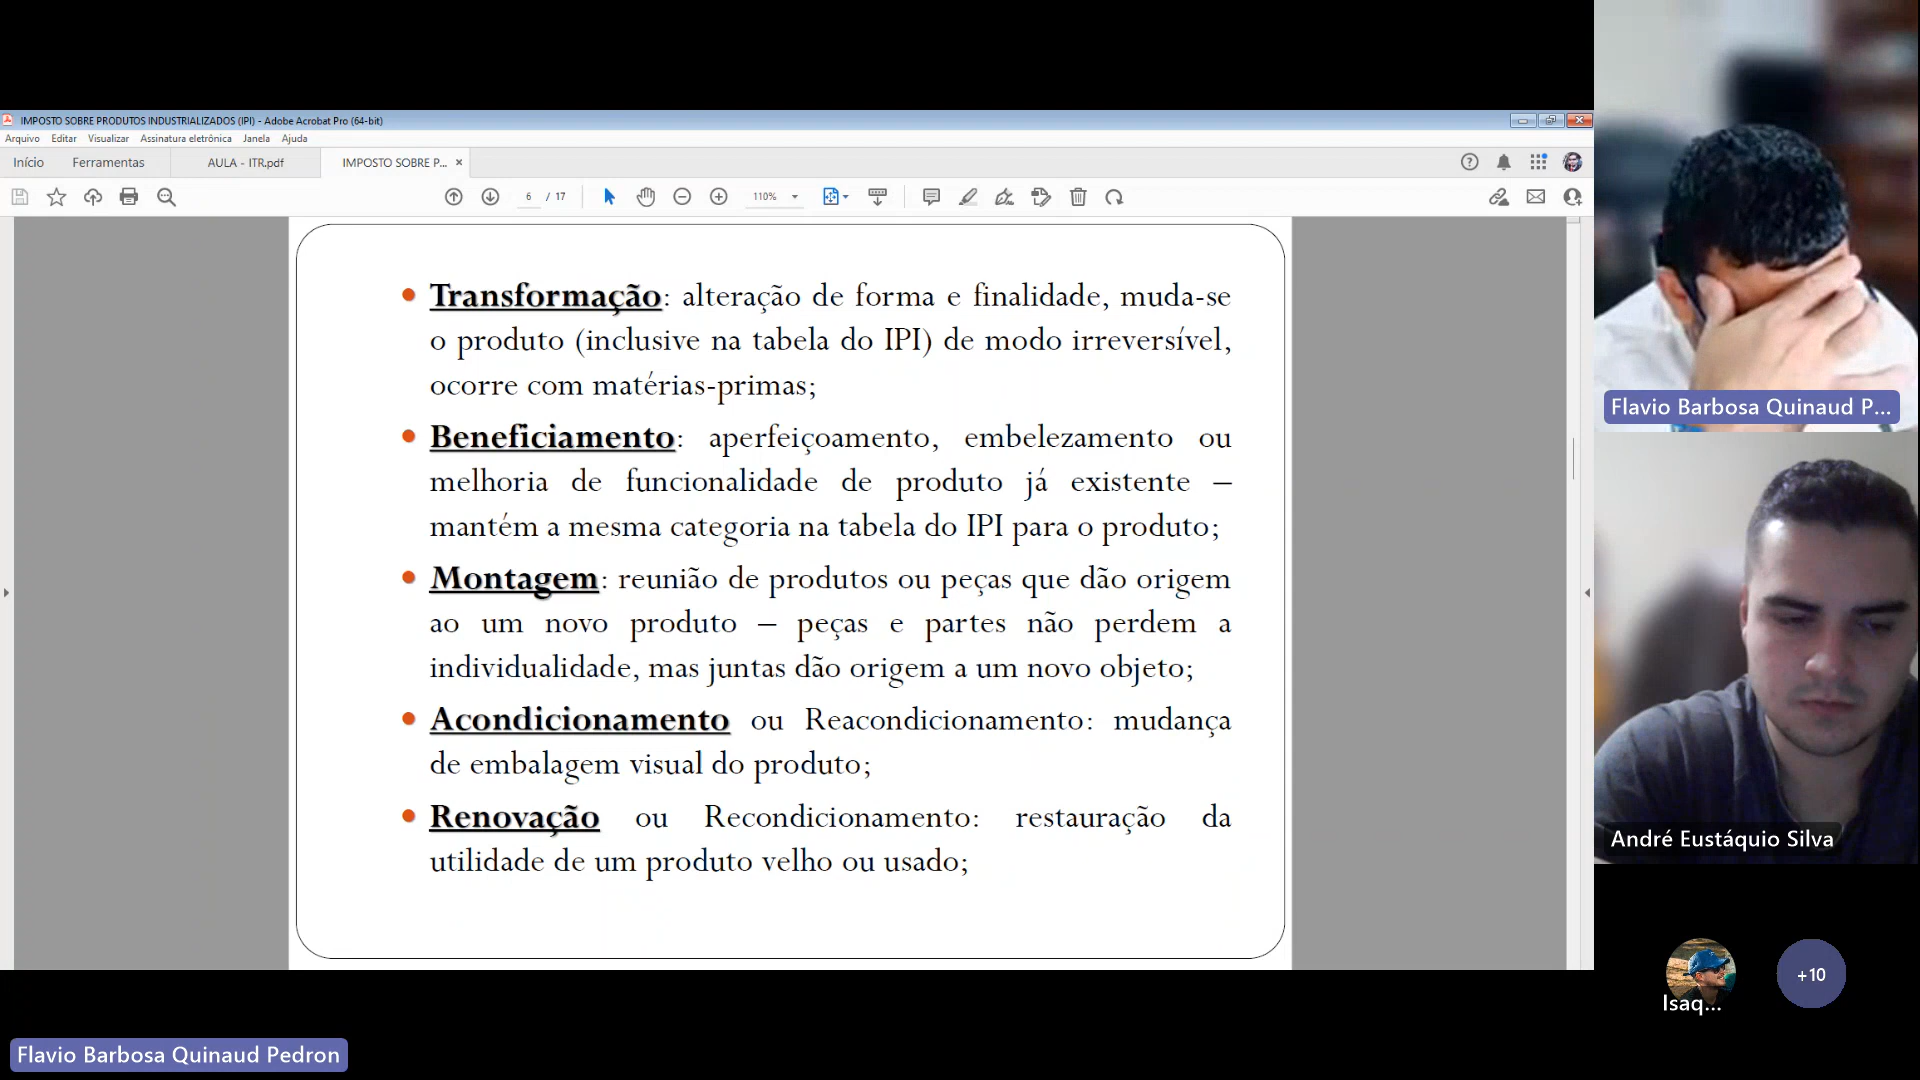 IMPOSTO SOBRE PRODUTOS INDUSTRIALIZADOS (IPI) - Adobe Acrobat Pro (64-bit)
Arquivo Editar Visualizar Assinatura eletrônica Janela Ajuda
Início Ferramentas AULA - ITR.pdf IMPOSTO SOBRE P... ×
6 / 17 110%
• Transformação: alteração de forma e finalidade, muda-se
o produto (inclusive na tabela do IPI) de modo irreversível,
ocorre com matérias-primas;
• Beneficiamento: aperfeiçoamento, embelezamento ou
melhoria de funcionalidade de produto já existente –
mantém a mesma categoria na tabela do IPI para o produto;
• Montagem: reunião de produtos ou peças que dão origem
ao um novo produto – peças e partes não perdem a
individualidade, mas juntas dão origem a um novo objeto;
• Acondicionamento ou Reacondicionamento: mudança
de embalagem visual do produto;
• Renovação ou Recondicionamento: restauração da
utilidade de um produto velho ou usado;
Flavio Barbosa Quinaud P...
André Eustáquio Silva
Isaq...
+10
Flavio Barbosa Quinaud Pedron